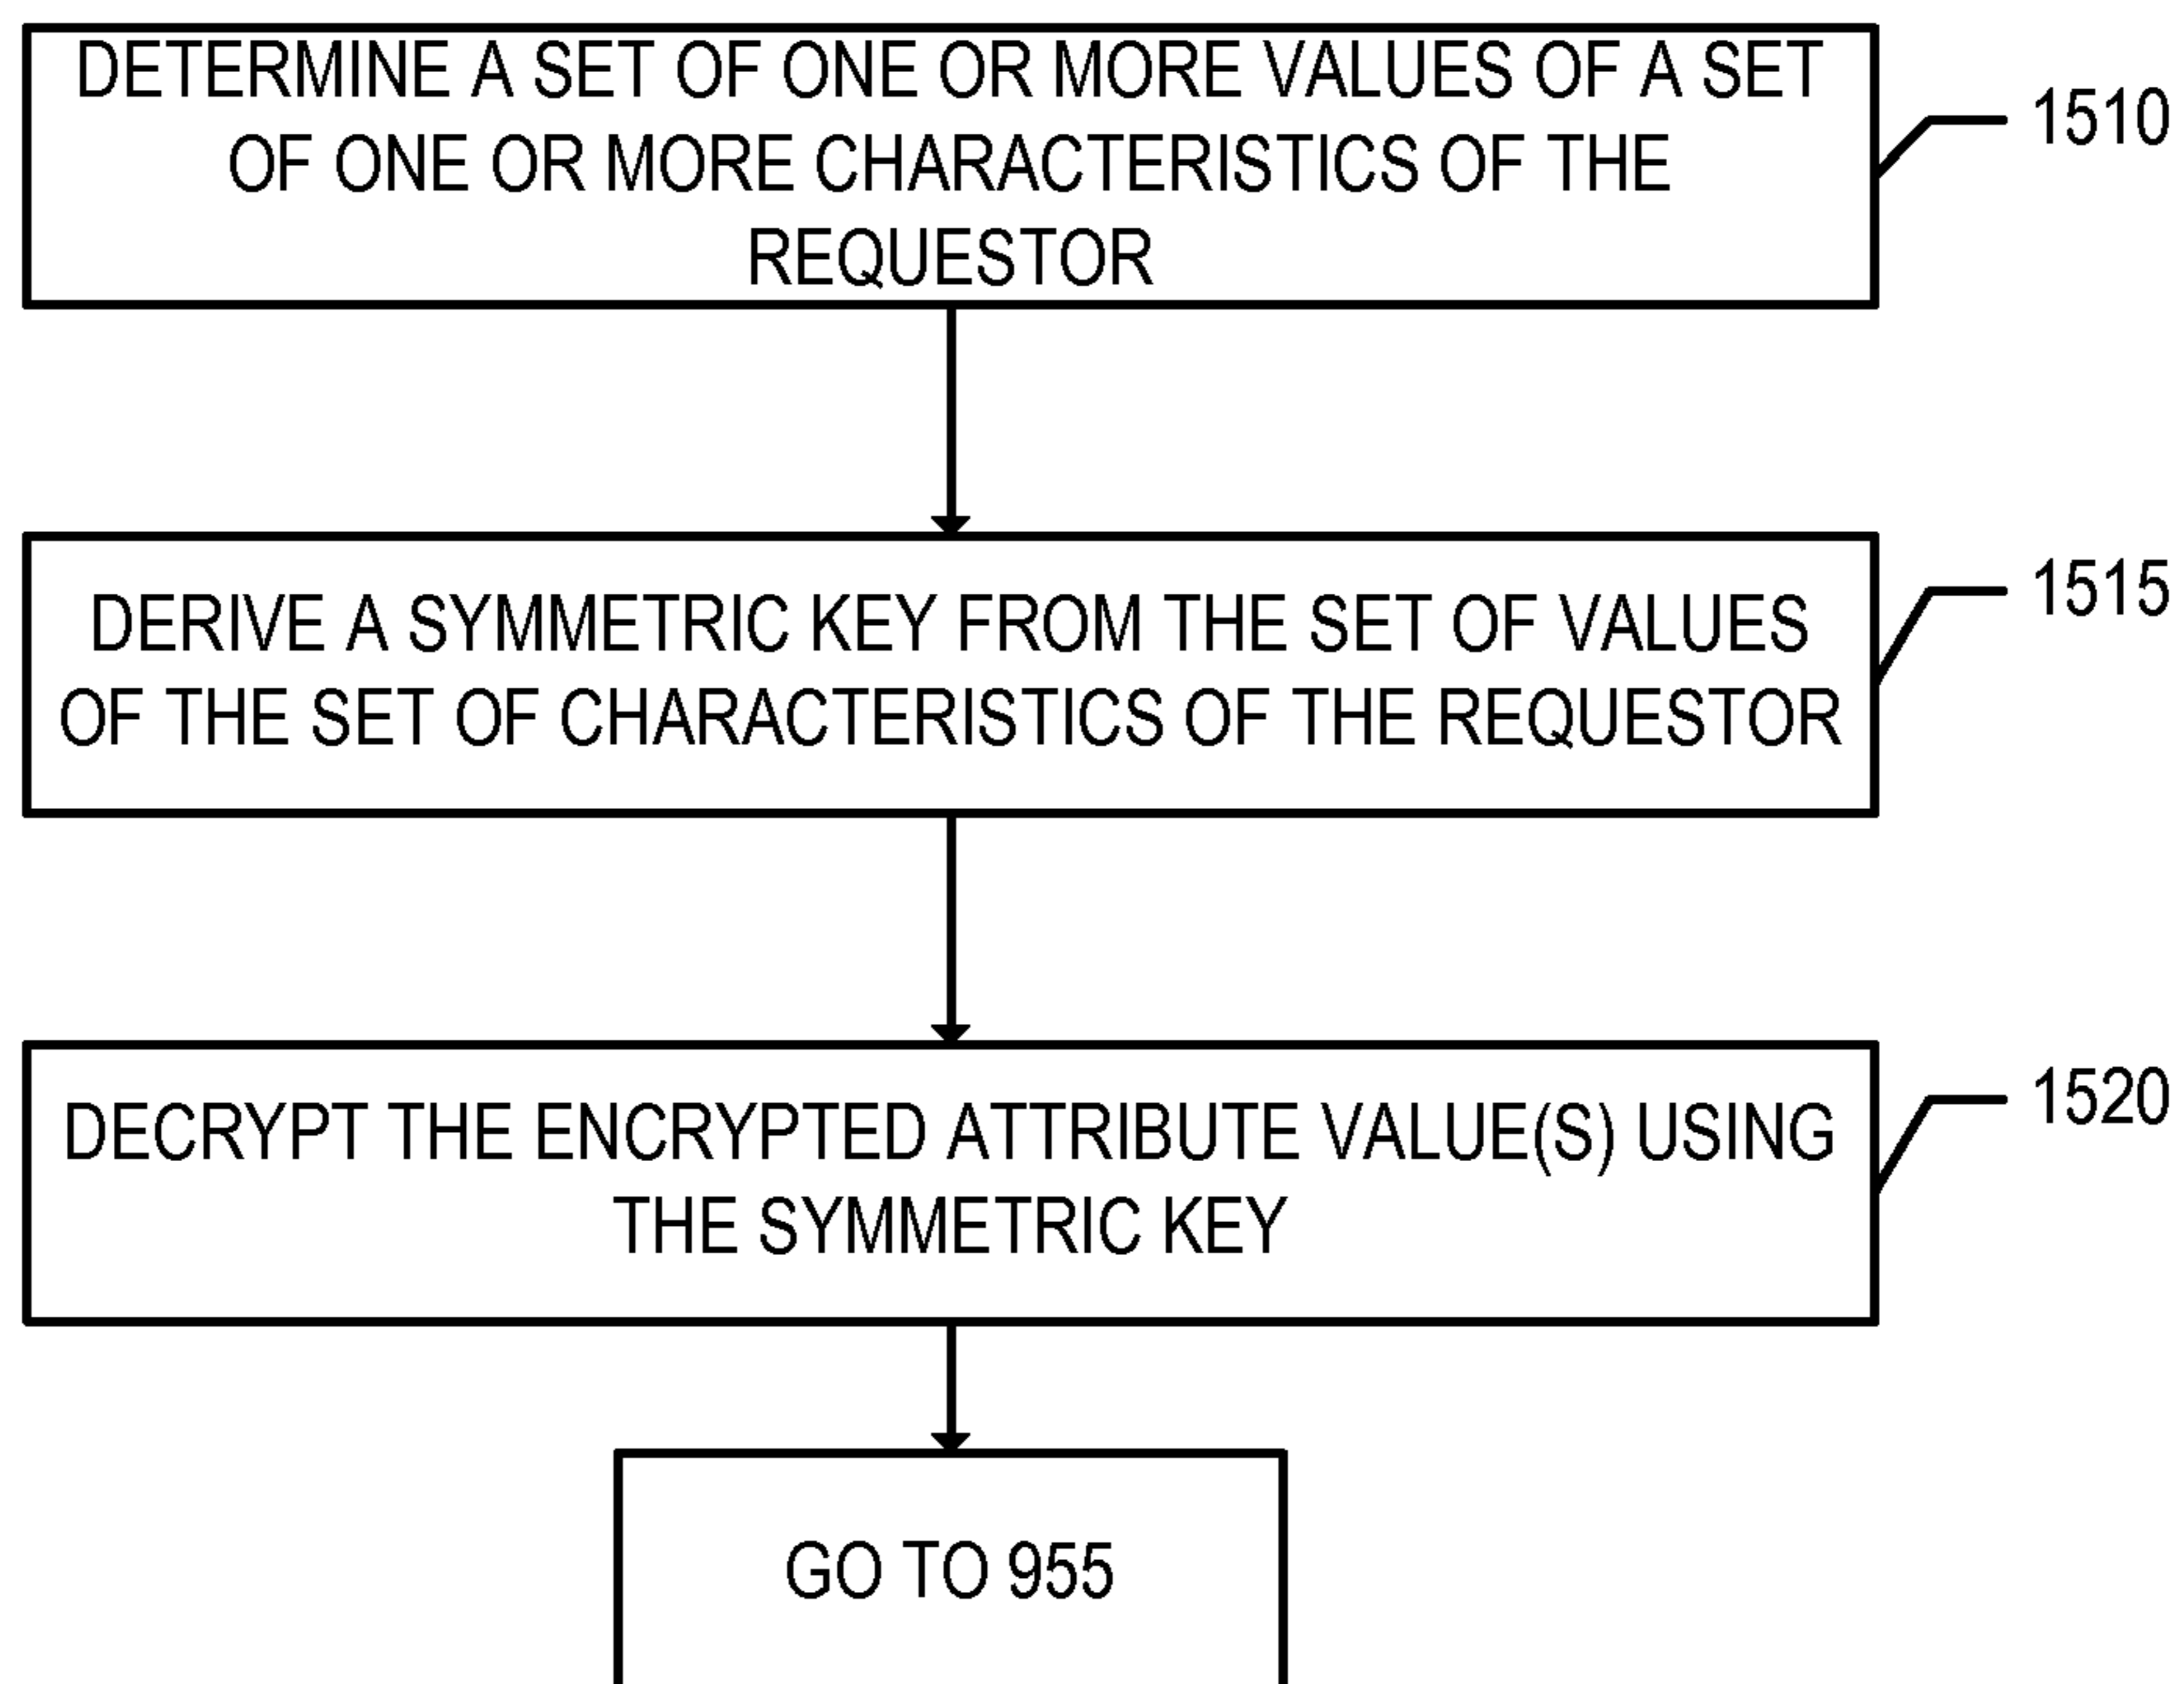 DETERMINE A SET OF ONE OR MORE VALUES OF A SET
OF ONE OR MORE CHARACTERISTICS OF THE
REQUESTOR
1510
DERIVE A SYMMETRIC KEY FROM THE SET OF VALUES
OF THE SET OF CHARACTERISTICS OF THE REQUESTOR
1515
DECRYPT THE ENCRYPTED ATTRIBUTE VALUE(S) USING
THE SYMMETRIC KEY
1520
GO TO 955